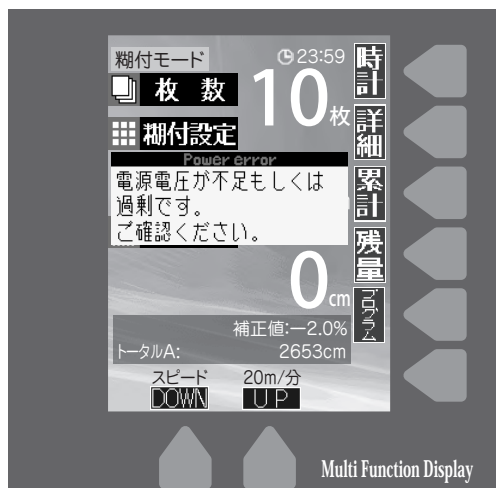 糊付モード
23:59
枚 数
10枚
糊付設定
Power error
電源電圧が不足もしくは
過剰です。
ご確認ください。
0cm
補正値:−2.0%
トータルA: 2653cm
スピード 20m/分
DOWN UP
時計
詳細
累計
残量
プログラム
Multi Function Display